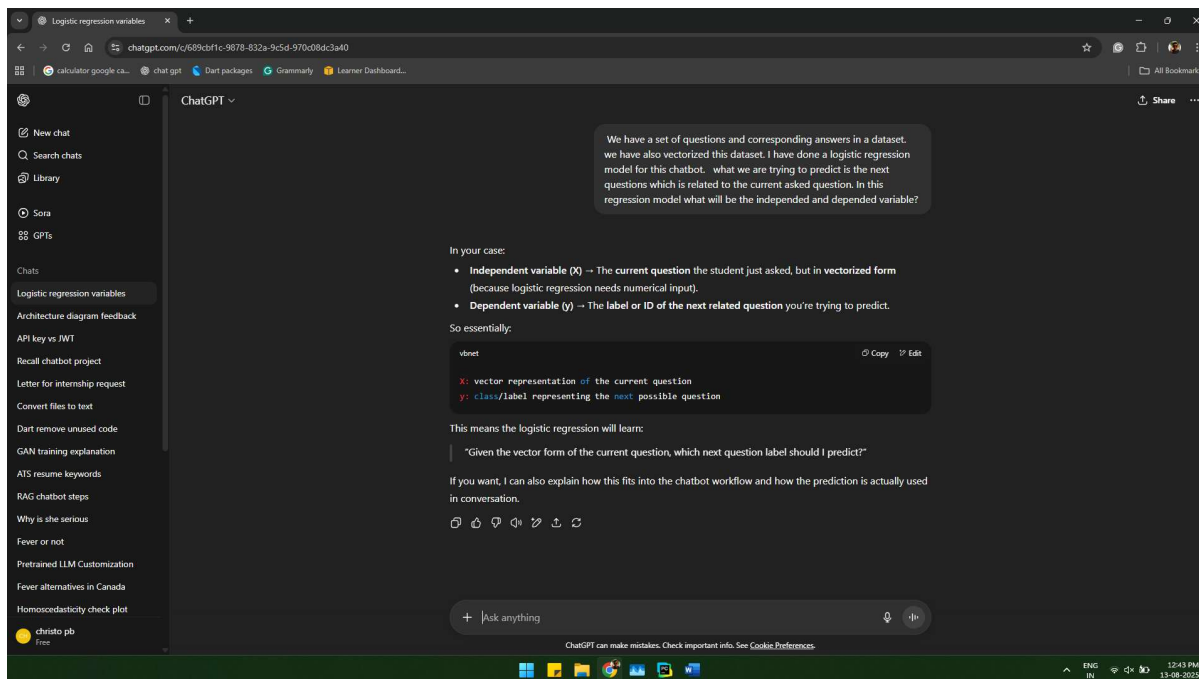 Logistic regression variables
chatgpt.com/c/689cbf1c-9878-832a-9c5d-970c08dc3a40
calculator google ca...
chat gpt
Dart packages
Grammarly
Learner Dashboard...
All Bookmark
ChatGPT
Share
New chat
Search chats
Library
Sora
GPTs
Chats
Logistic regression variables
Architecture diagram feedback
API key vs JWT
Recall chatbot project
Letter for internship request
Convert files to text
Dart remove unused code
GAN training explanation
ATS resume keywords
RAG chatbot steps
Why is she serious
Fever or not
Pretrained LLM Customization
Fever alternatives in Canada
Homoscedasticity check plot
christo pb
Free
We have a set of questions and corresponding answers in a dataset.
we have also vectorized this dataset. I have done a logistic regression
model for this chatbot. what we are trying to predict is the next
questions which is related to the current asked question. In this
regression model what will be the independed and depended variable?
In your case:
• Independent variable (X) → The current question the student just asked, but in vectorized form
(because logistic regression needs numerical input).
• Dependent variable (y) → The label or ID of the next related question you're trying to predict.
So essentially:
vbnet
Copy
Edit
X: vector representation of the current question
y: class/label representing the next possible question
This means the logistic regression will learn:
"Given the vector form of the current question, which next question label should I predict?"
If you want, I can also explain how this fits into the chatbot workflow and how the prediction is actually used
in conversation.
Ask anything
ChatGPT can make mistakes. Check important info. See Cookie Preferences.
ENG
IN
12:43 PM
13-08-2025